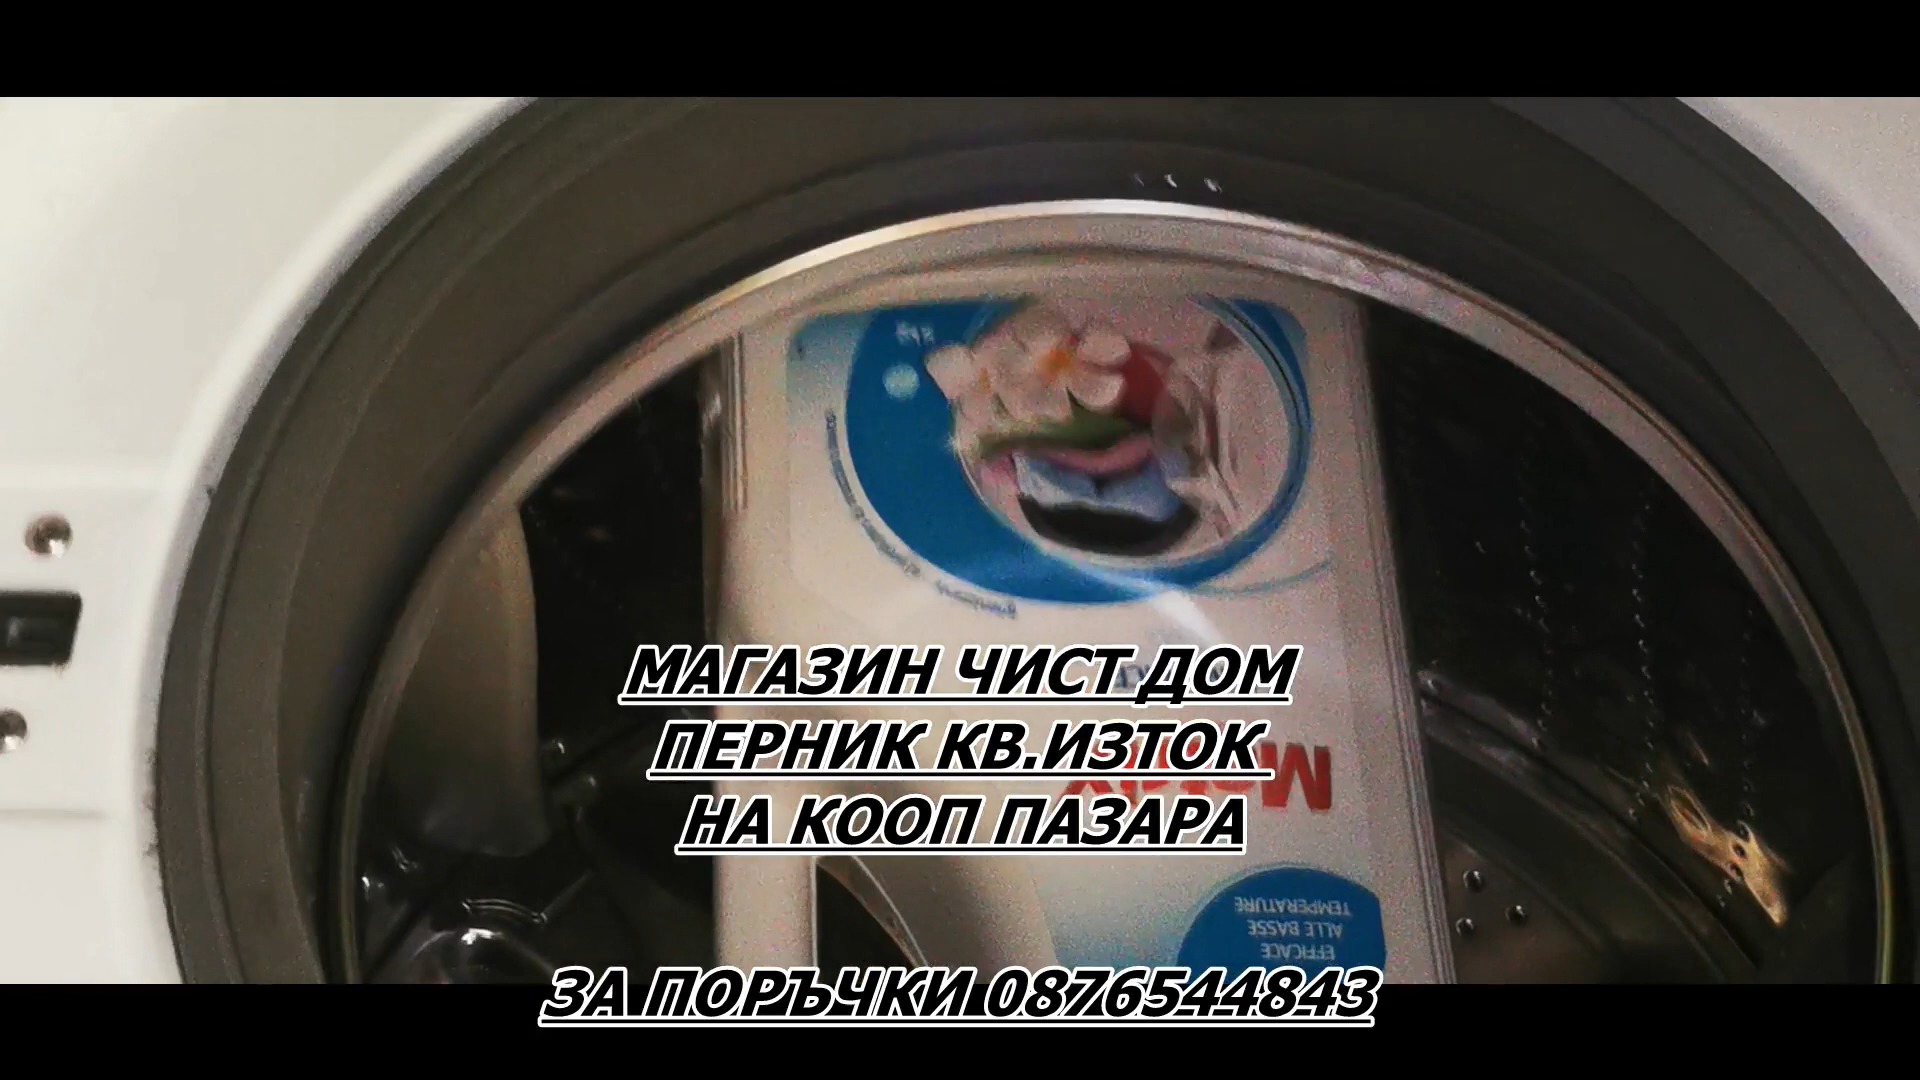 МАГАЗИН ЧИСТ ДОМ
ПЕРНИК КВ.ИЗТОК
НА КООП ПАЗАРА
EFFICACE
ALLE BASSE
TEMPERATURE
ЗА ПОРЪЧКИ 0876544843